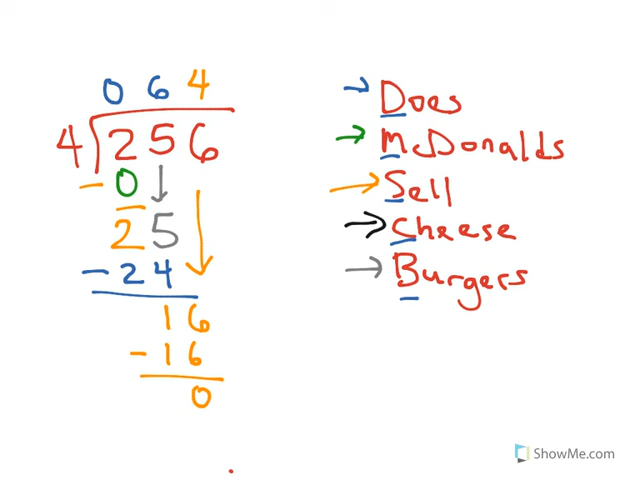 0 6 4
4 2 5 6
- 0
2 5
- 2 4
1 6
- 1 6
0
Does
McDonalds
Sell
Cheese
Burgers
ShowMe.com